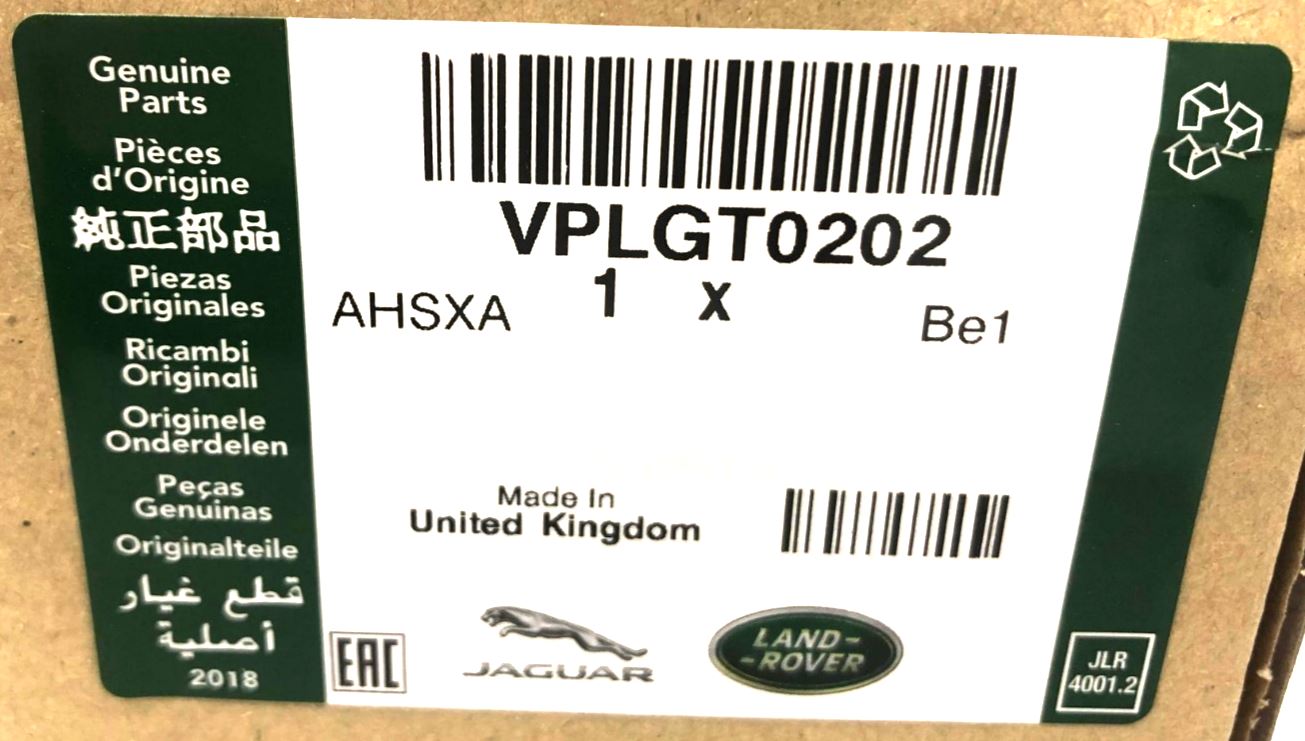 Genuine
Parts
Pièces
d'Origine
純正部品
Piezas
Originales
Ricambi
Originali
Originele
Onderdelen
Peças
Genuinas
Originalteile
قطع غيار
أصلية
2018
VPLGT0202
1 x
AHSXA
Be1
Made In
United Kingdom
EAC
JAGUAR
LAND-
-ROVER
JLR
4001.2